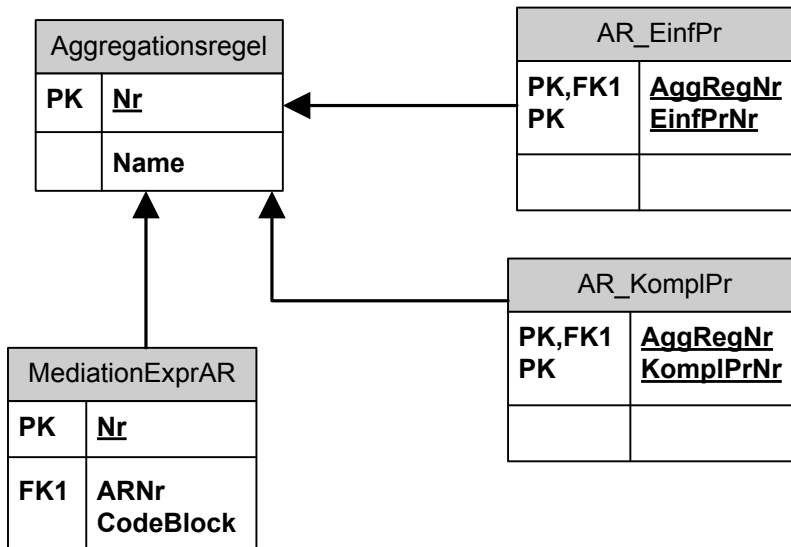 Aggregationsregel
PK Nr
Name
AR_EinfPr
PK,FK1 AggRegNr
PK EinfPrNr
AR_KomplPr
PK,FK1 AggRegNr
PK KomplPrNr
MediationExprAR
PK Nr
FK1 ARNr
CodeBlock